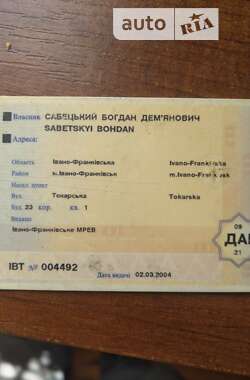 auto RIA
Власник САБЕЦЬКИЙ БОГДАН ДЕМ'ЯНОВИЧ
SABETSKYI BOHDAN
Адреса:
Область Івано-Франківська Ivano-Frankivska
Район м.Івано-Франківськ m.Ivano-Frankivsk
Насел. пункт
Вул. Токарська Tokarska
буд. 23 кор. кв. 1
Видано
Івано-Франківське МРЕВ
09
ДАІ
21
ІВТ № 004492 Дата видачі 02.03.2004